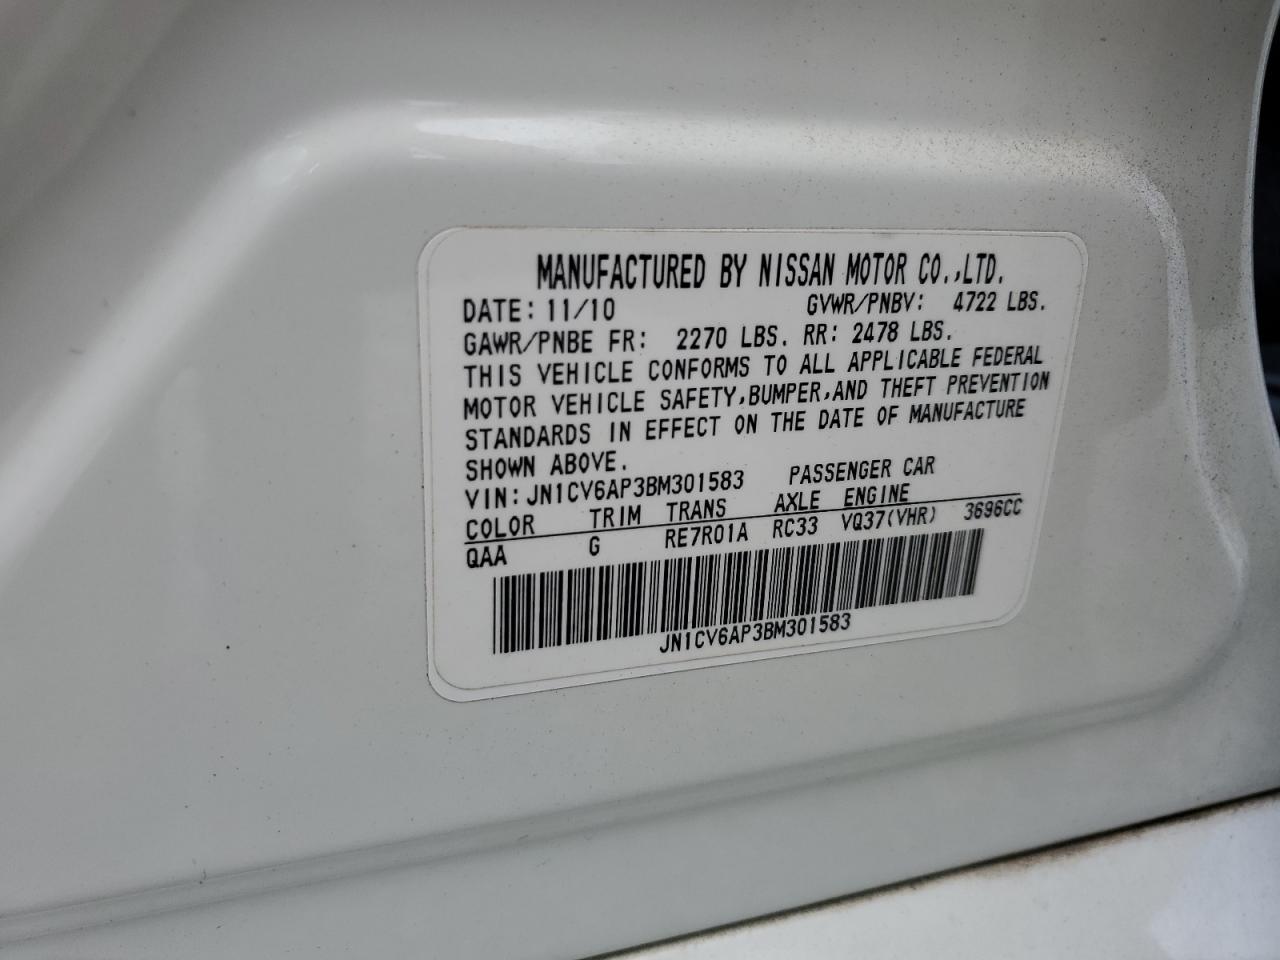 MANUFACTURED BY NISSAN MOTOR CO.,LTD.
DATE: 11/10 GVWR/PNBV: 4722 LBS.
GAWR/PNBE FR: 2270 LBS. RR: 2478 LBS.
THIS VEHICLE CONFORMS TO ALL APPLICABLE FEDERAL
MOTOR VEHICLE SAFETY,BUMPER,AND THEFT PREVENTION
STANDARDS IN EFFECT ON THE DATE OF MANUFACTURE
SHOWN ABOVE.
VIN: JN1CV6AP3BM301583 PASSENGER CAR
COLOR TRIM TRANS AXLE ENGINE
QAA G RE7R01A RC33 VQ37(VHR) 3696CC
JN1CV6AP3BM301583